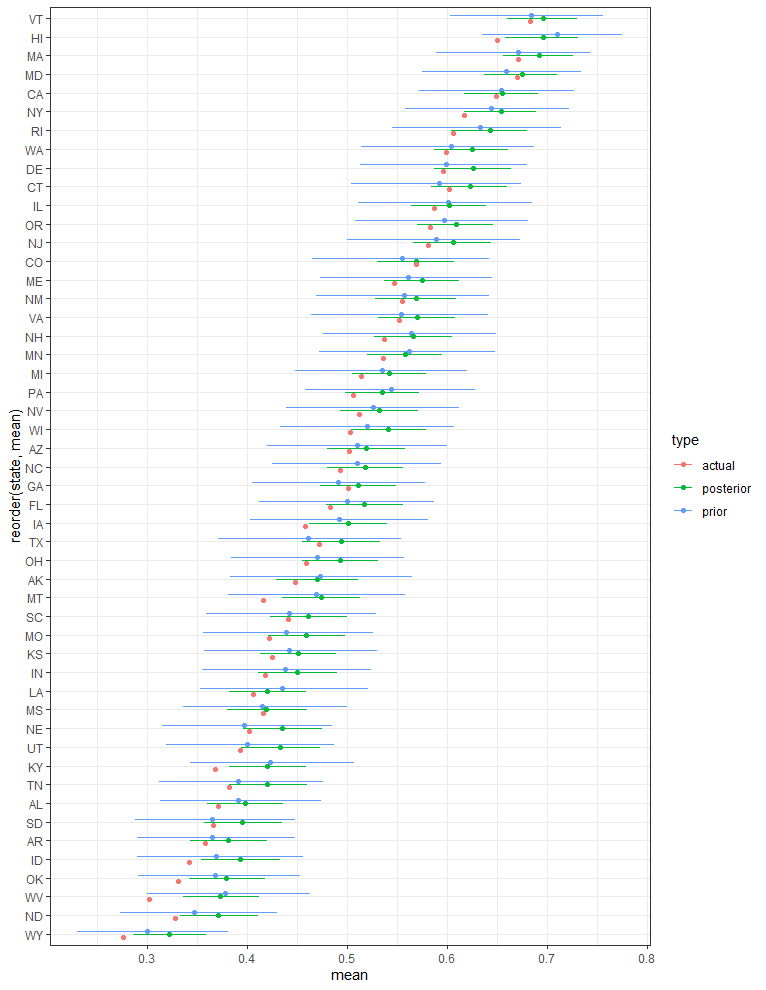 VT
HI
MA
MD
CA
NY
RI
WA
DE
CT
IL
OR
NJ
CO
ME
NM
VA
NH
MN
MI
PA
NV
WI
AZ
NC
GA
FL
IA
TX
OH
AK
MT
SC
MO
KS
IN
LA
MS
NE
UT
KY
TN
AL
SD
AR
ID
OK
WV
ND
WY
reorder(state, mean)
0.3 0.4 0.5 0.6 0.7 0.8
mean
type
actual
posterior
prior